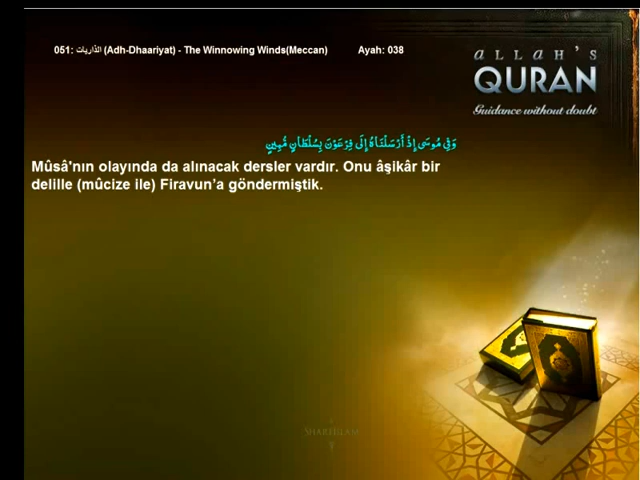 051: الذاريات (Adh-Dhaariyat) - The Winnowing Winds(Meccan) Ayah: 038
ALLAH'S
QURAN
Guidance without doubt
وَفِي مُوسَى إِذْ أَرْسَلْنَاهُ إِلَى فِرْعَوْنَ بِسُلْطَانٍ مُّبِينٍ
Mûsâ'nın olayında da alınacak dersler vardır. Onu âşikâr bir
delille (mûcize ile) Firavun’a göndermiştik.
SHAREISLAM